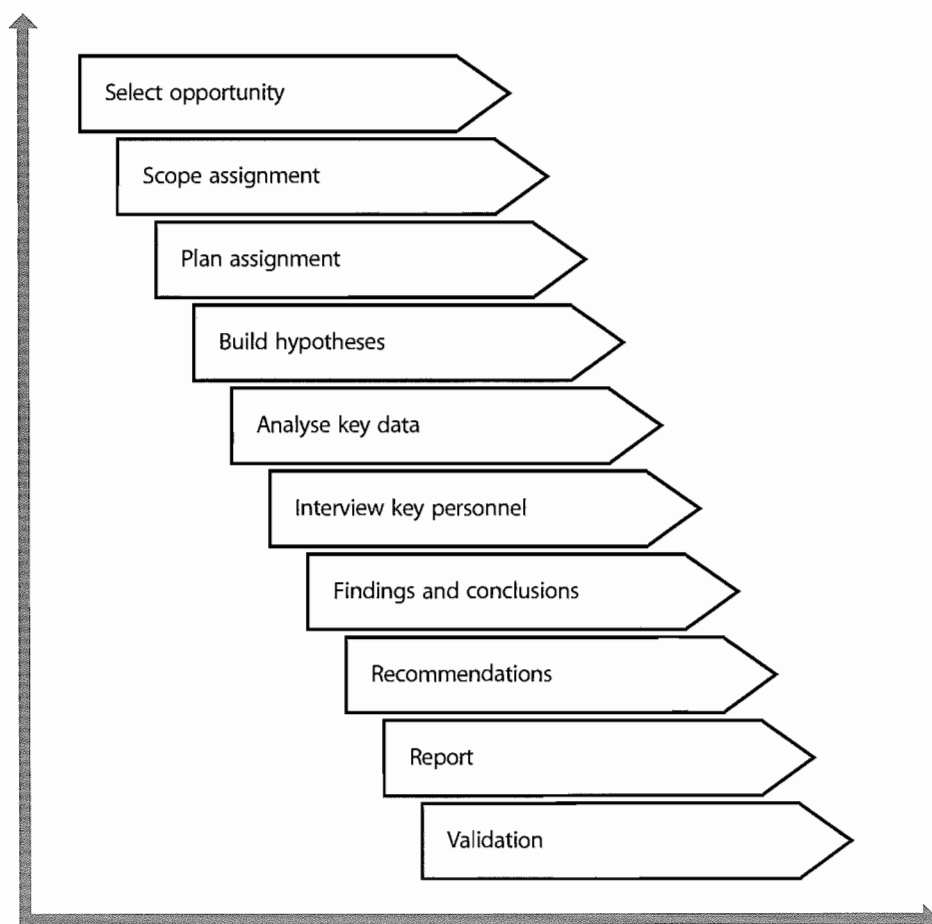 Select opportunity
Scope assignment
Plan assignment
Build hypotheses
Analyse key data
Interview key personnel
Findings and conclusions
Recommendations
Report
Validation